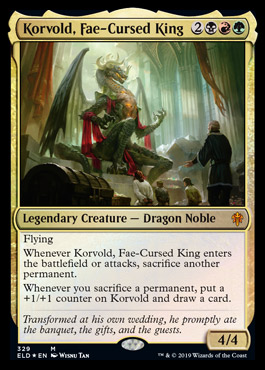 Korvold, Fae-Cursed King 2
Legendary Creature — Dragon Noble
Flying
Whenever Korvold, Fae-Cursed King enters
the battlefield or attacks, sacrifice another
permanent.
Whenever you sacrifice a permanent, put a
+1/+1 counter on Korvold and draw a card.
Transformed at his own wedding, he promptly ate
the banquet, the gifts, and the guests.
4/4
329 M
ELD ★ EN WISNU TAN
™ & © 2019 Wizards of the Coast